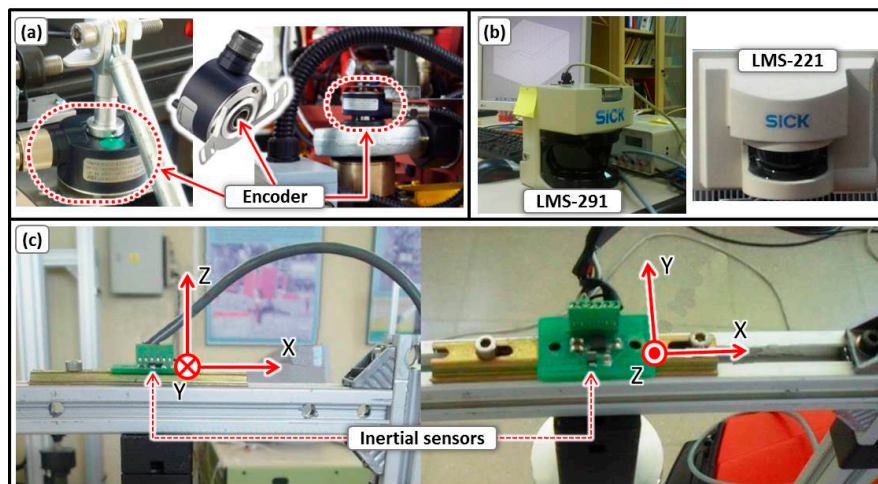 (a)
Encoder
(b)
LMS-291
SICK
LMS-221
SICK
(c)
Z
X
Y
Y
X
Z
Inertial sensors